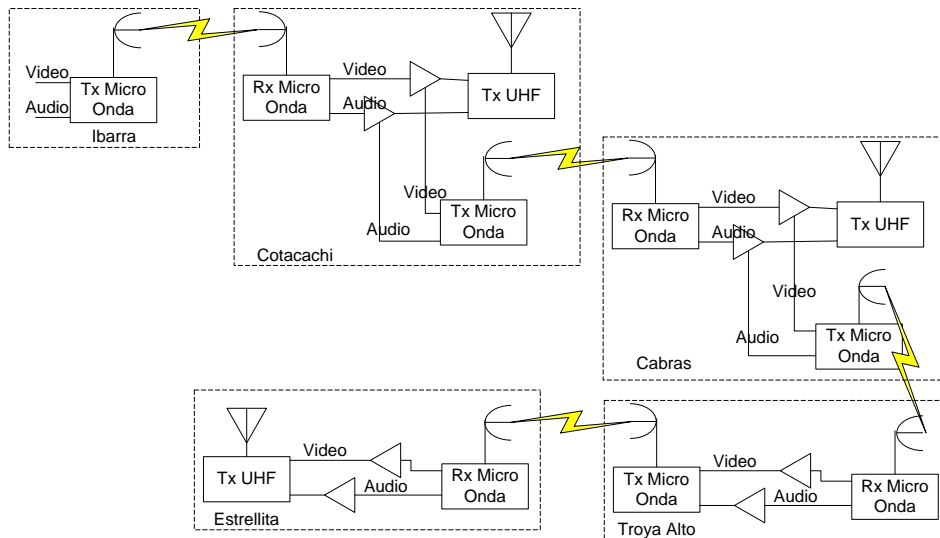 Video
Audio
Tx Micro
Onda
Ibarra
Rx Micro
Onda
Video
Audio
Tx UHF
Video
Audio
Tx Micro
Onda
Cotacachi
Rx Micro
Onda
Video
Audio
Tx UHF
Video
Audio
Tx Micro
Onda
Cabras
Tx UHF
Video
Audio
Rx Micro
Onda
Estrellita
Tx Micro
Onda
Video
Audio
Rx Micro
Onda
Troya Alto